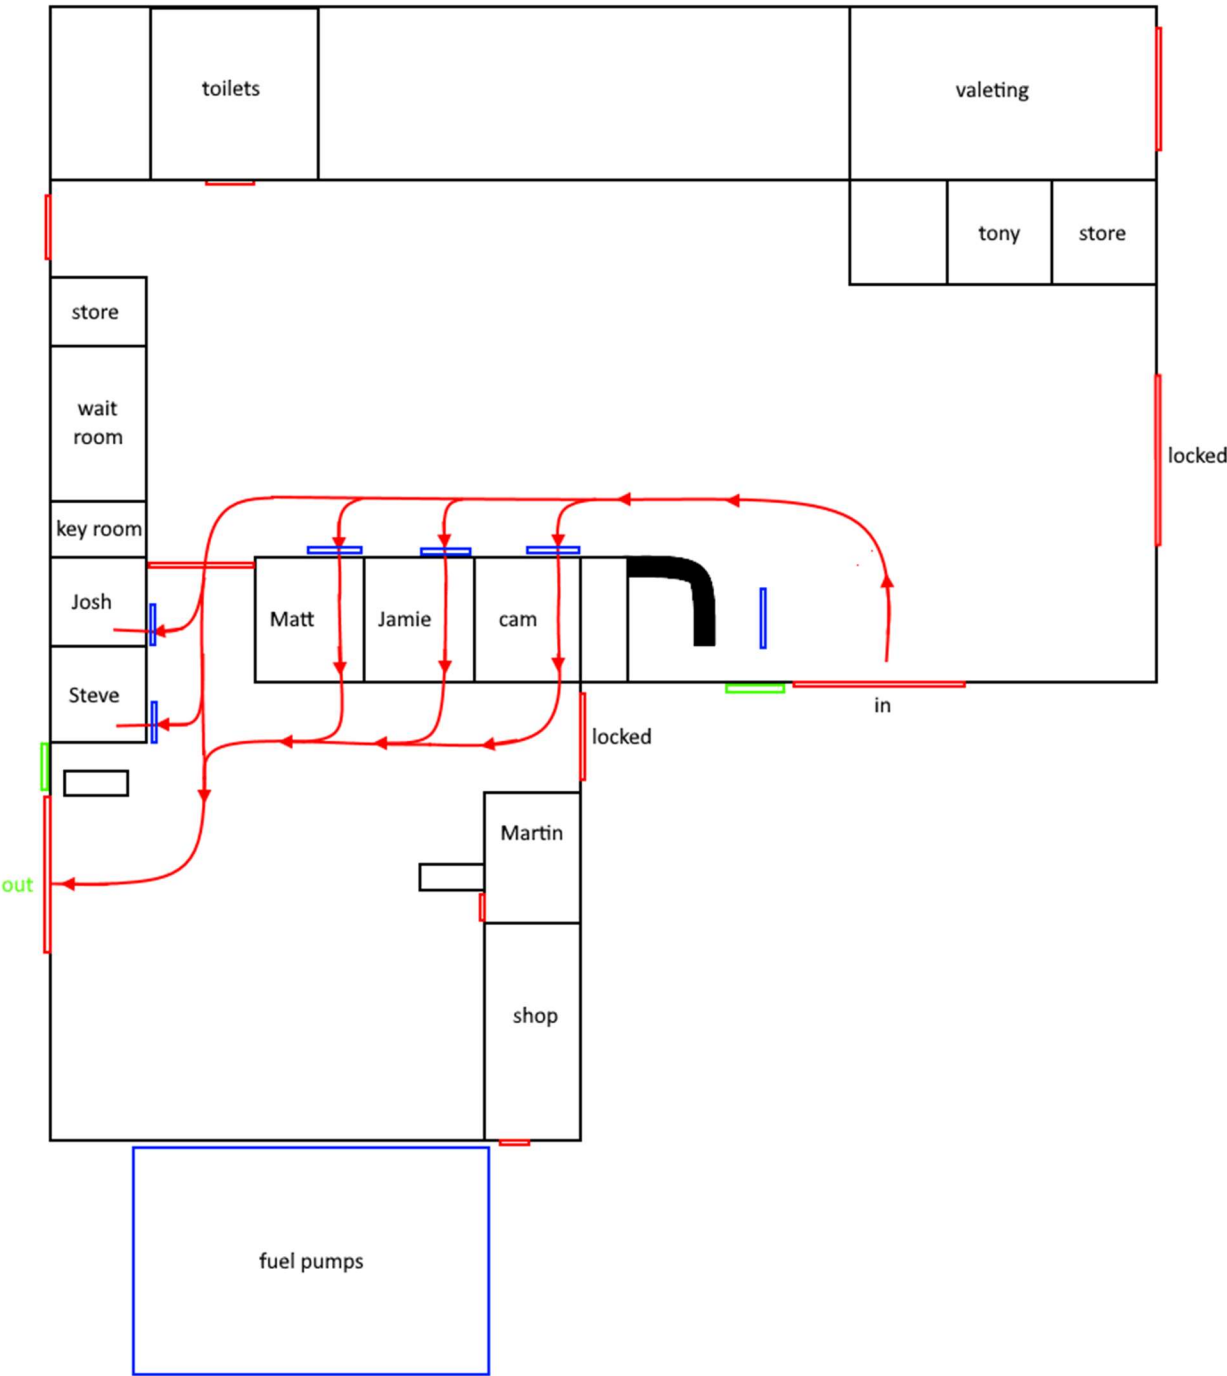 toilets
valeting
tony
store
store
wait
room
locked
key room
Josh
Matt
Jamie
cam
Steve
in
locked
Martin
out
shop
fuel pumps